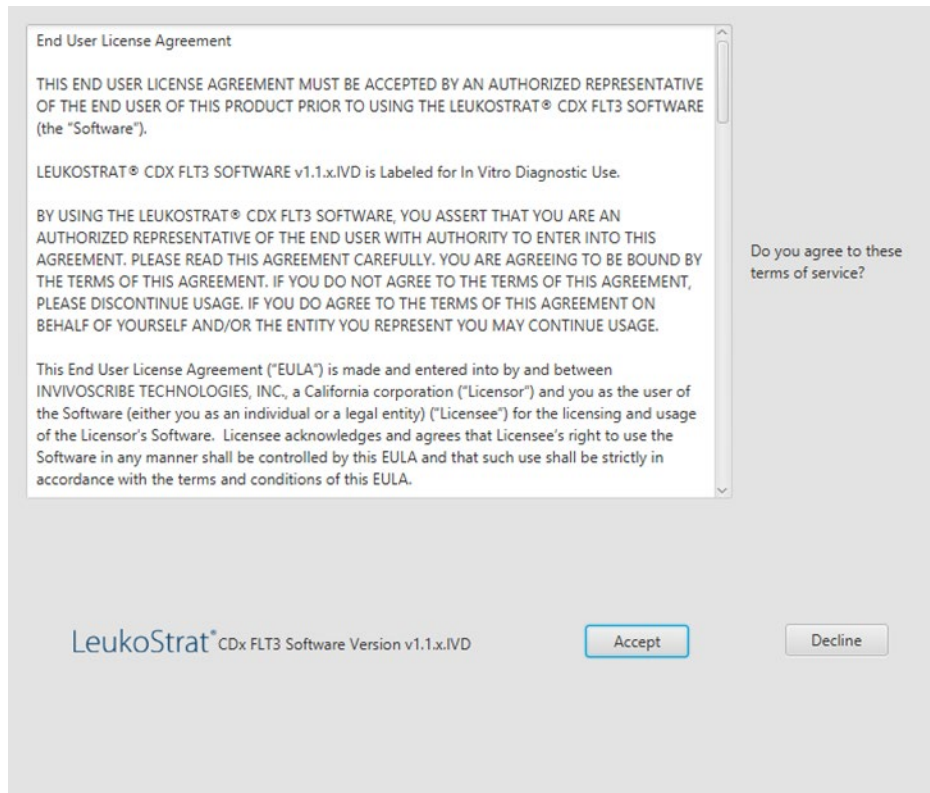 End User License Agreement
THIS END USER LICENSE AGREEMENT MUST BE ACCEPTED BY AN AUTHORIZED REPRESENTATIVE
OF THE END USER OF THIS PRODUCT PRIOR TO USING THE LEUKOSTRAT® CDX FLT3 SOFTWARE
(the “Software”).
LEUKOSTRAT® CDX FLT3 SOFTWARE v1.1.x.IVD is Labeled for In Vitro Diagnostic Use.
BY USING THE LEUKOSTRAT® CDX FLT3 SOFTWARE, YOU ASSERT THAT YOU ARE AN
AUTHORIZED REPRESENTATIVE OF THE END USER WITH AUTHORITY TO ENTER INTO THIS
AGREEMENT. PLEASE READ THIS AGREEMENT CAREFULLY. YOU ARE AGREEING TO BE BOUND BY
THE TERMS OF THIS AGREEMENT. IF YOU DO NOT AGREE TO THE TERMS OF THIS AGREEMENT,
PLEASE DISCONTINUE USAGE. IF YOU DO AGREE TO THE TERMS OF THIS AGREEMENT ON
BEHALF OF YOURSELF AND/OR THE ENTITY YOU REPRESENT YOU MAY CONTINUE USAGE.
This End User License Agreement (“EULA”) is made and entered into by and between
INVIVOSCRIBE TECHNOLOGIES, INC., a California corporation (“Licensor”) and you as the user of
the Software (either you as an individual or a legal entity) (“Licensee”) for the licensing and usage
of the Licensor's Software.  Licensee acknowledges and agrees that Licensee's right to use the
Software in any manner shall be controlled by this EULA and that such use shall be strictly in
accordance with the terms and conditions of this EULA.
Do you agree to these
terms of service?
LeukoStrat® CDx FLT3 Software Version v1.1.x.IVD
Accept
Decline